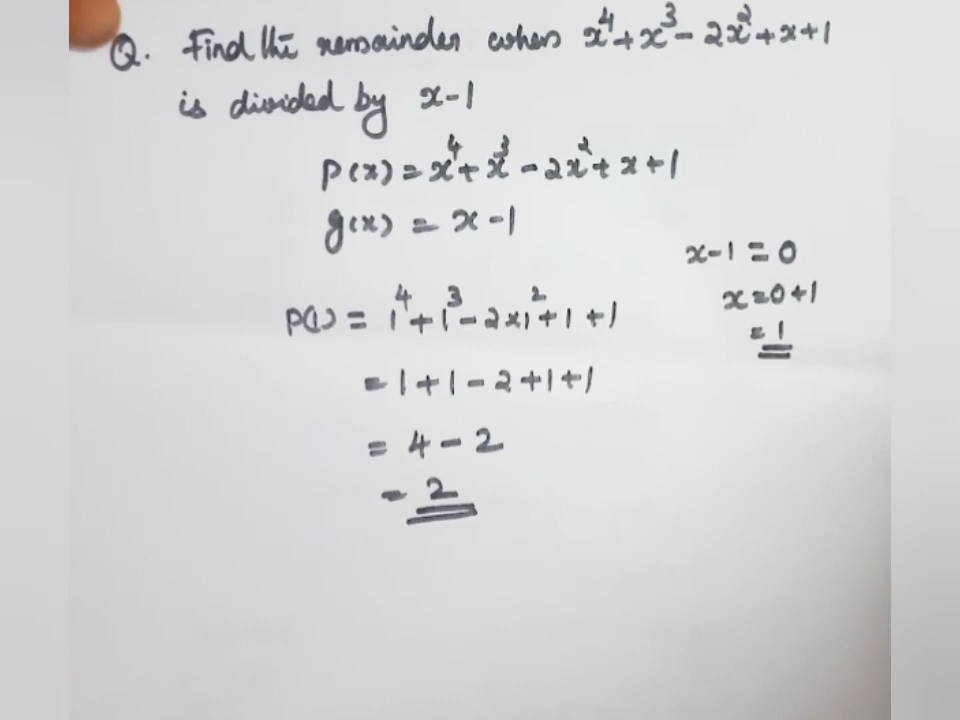 Q. Find the remainder when x⁴+x³-2x²+x+1
is divided by x-1
P(x)=x⁴+x³-2x²+x+1
g(x) = x-1
x-1=0
x=0+1
=1
P(1) = 1⁴+1³-2×1²+1+1
=1+1-2+1+1
= 4-2
= 2